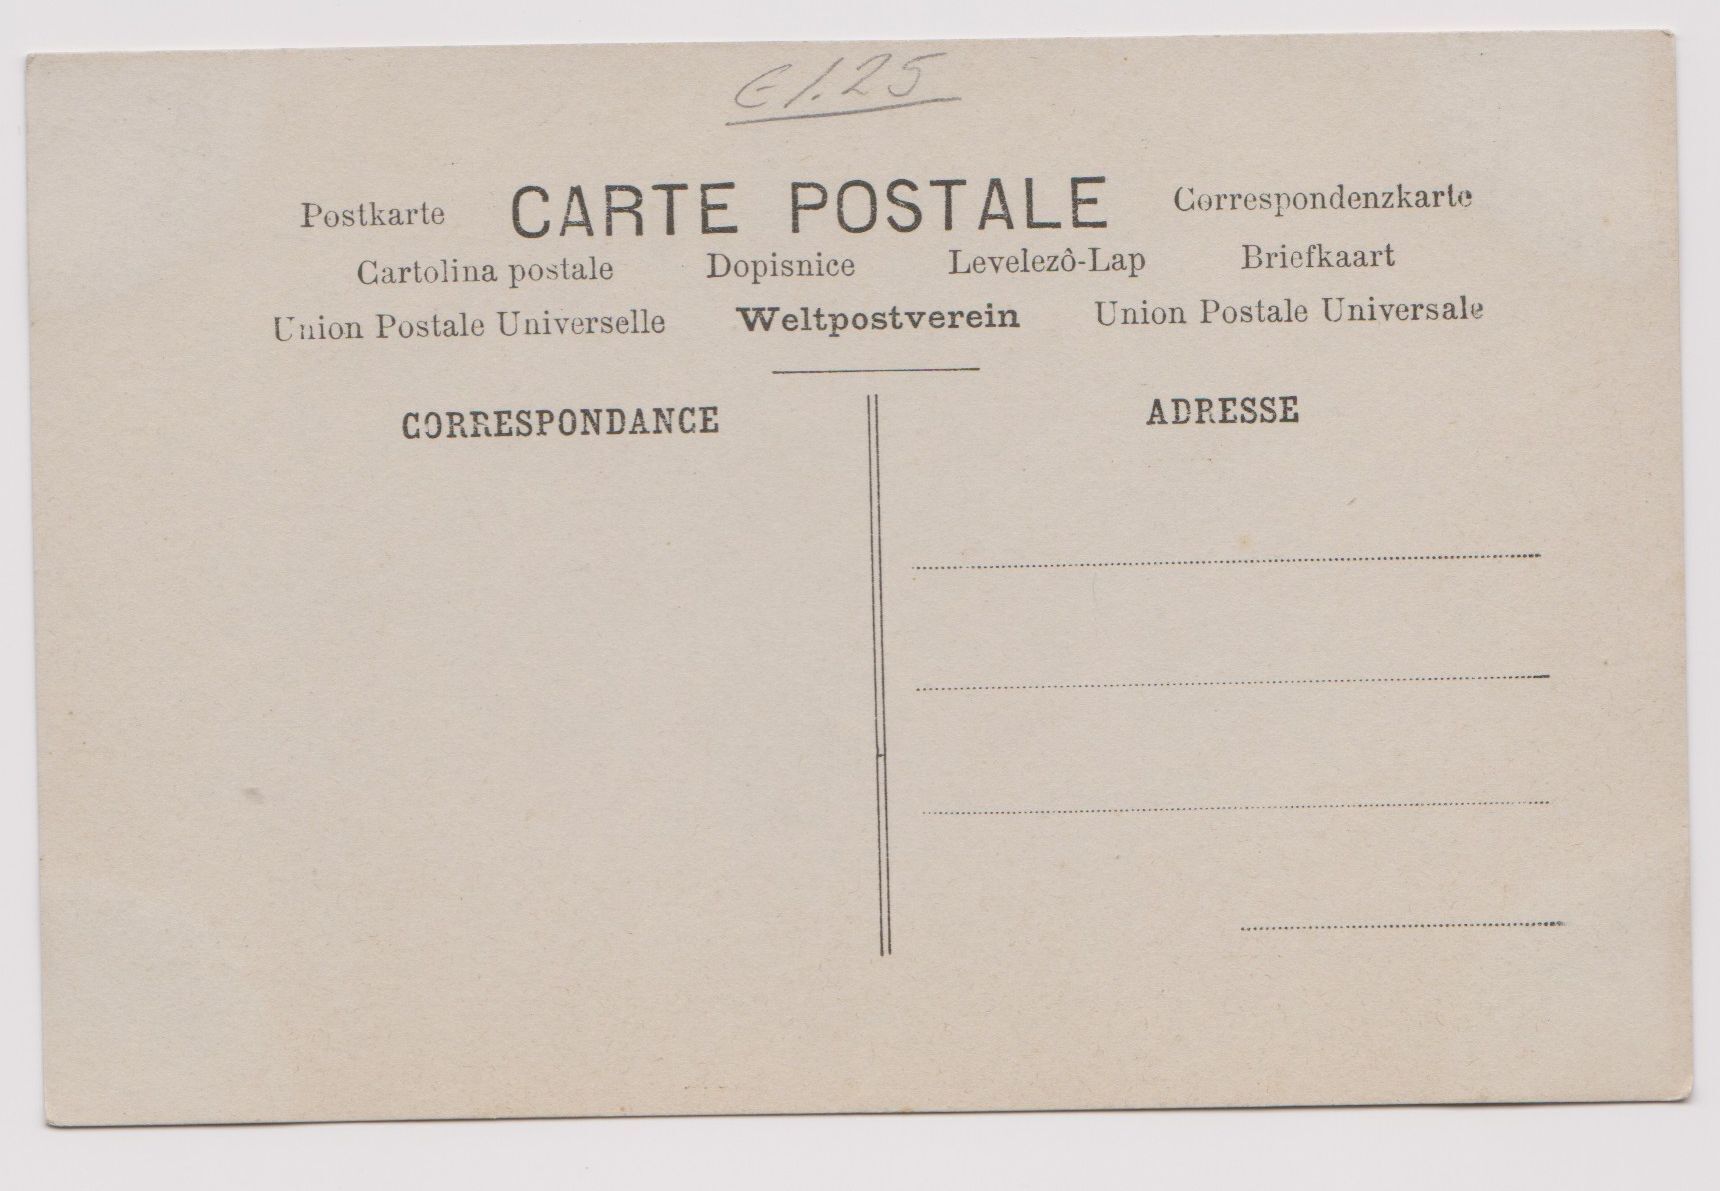 €1.25
Postkarte CARTE POSTALE Correspondenzkarte
Cartolina postale Dopisnice Levelezô-Lap Briefkaart
Union Postale Universelle Weltpostverein Union Postale Universale
CORRESPONDANCE ADRESSE